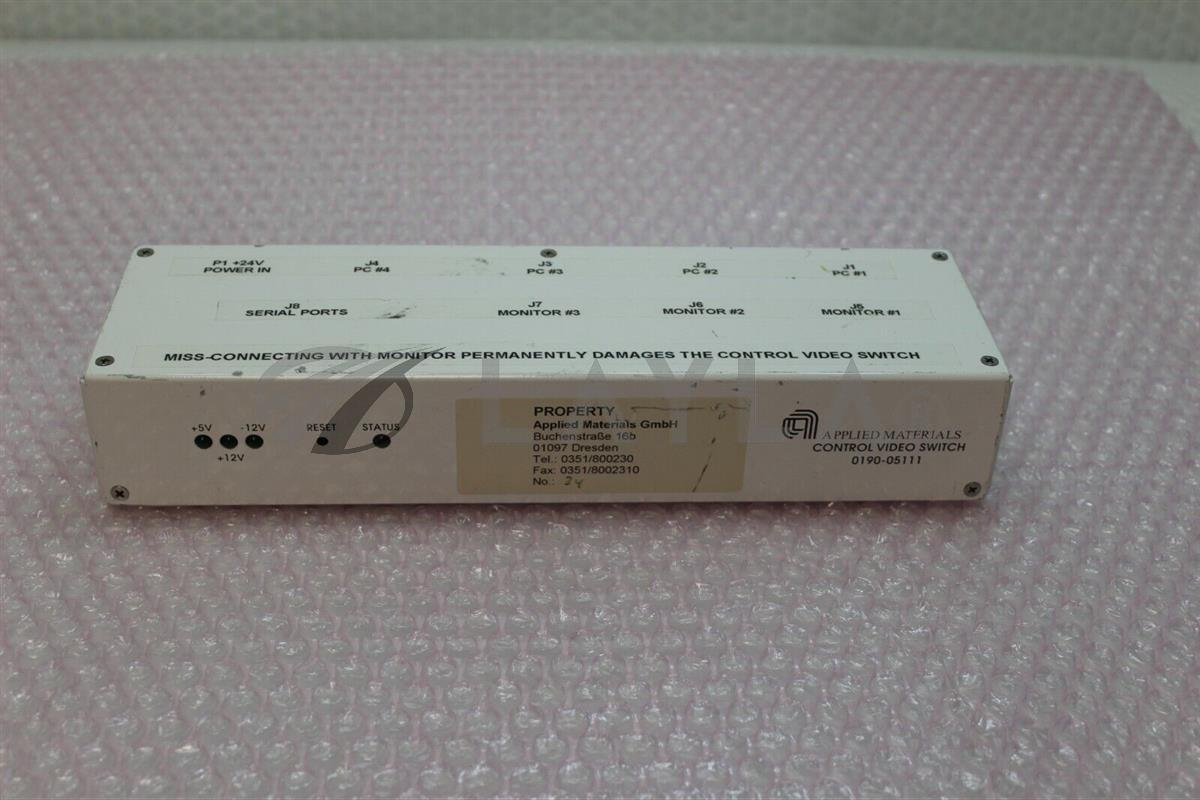 P1 +24V
POWER IN
J4
PC #4
J3
PC #3
J2
PC #2
J1
PC #1
J8
SERIAL PORTS
J7
MONITOR #3
J6
MONITOR #2
J5
MONITOR #1
MISS-CONNECTING WITH MONITOR PERMANENTLY DAMAGES THE CONTROL VIDEO SWITCH
+5V
-12V
+12V
RESET
STATUS
PROPERTY
Applied Materials GmbH
Buchenstraße 16b
01097 Dresden
Tel.: 0351/800230
Fax: 0351/8002310
No.: 24
APPLIED MATERIALS
CONTROL VIDEO SWITCH
0190-05111
LAYLA